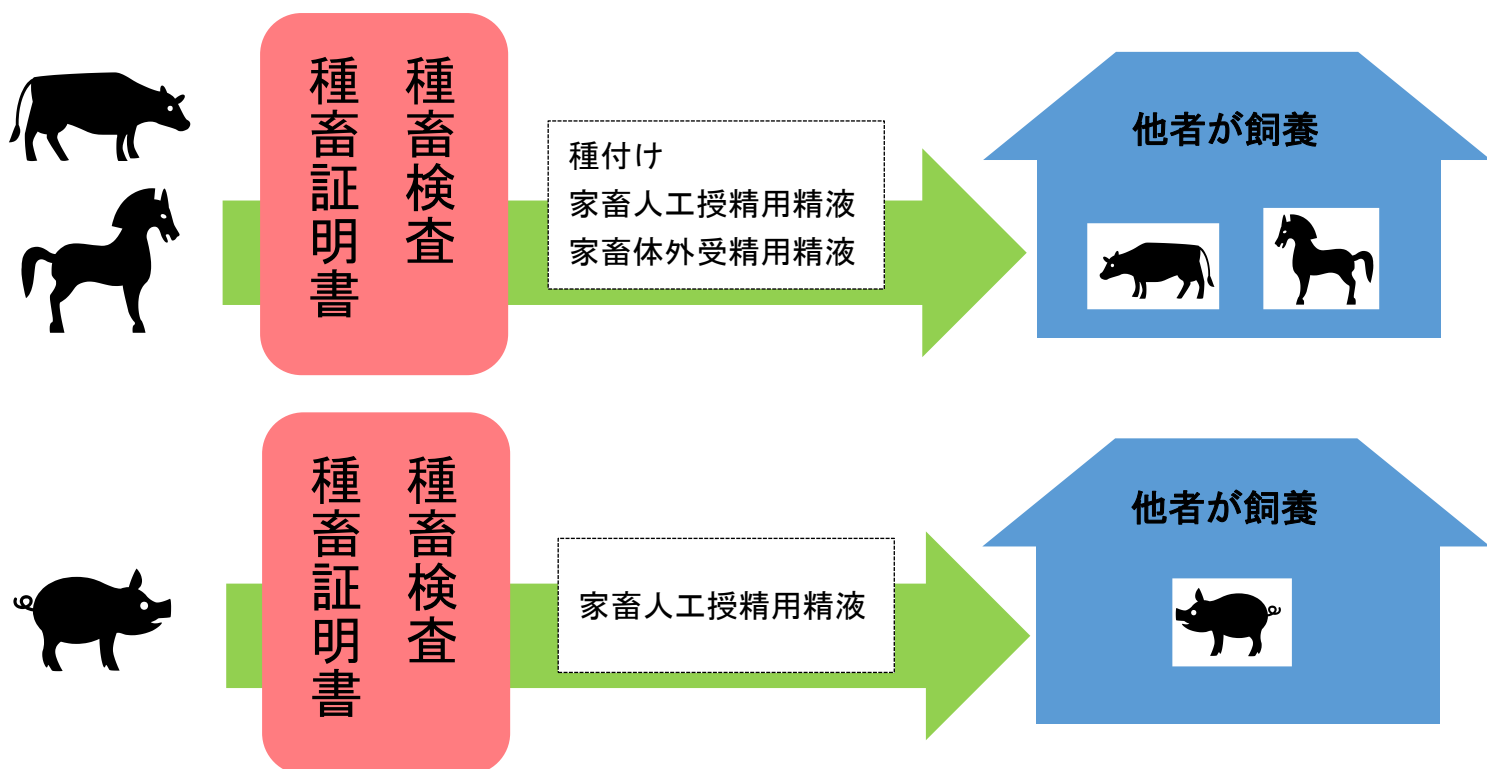 種畜検査
種畜証明書
種付け
家畜人工授精用精液
家畜体外受精用精液
他者が飼養
種畜検査
種畜証明書
家畜人工授精用精液
他者が飼養